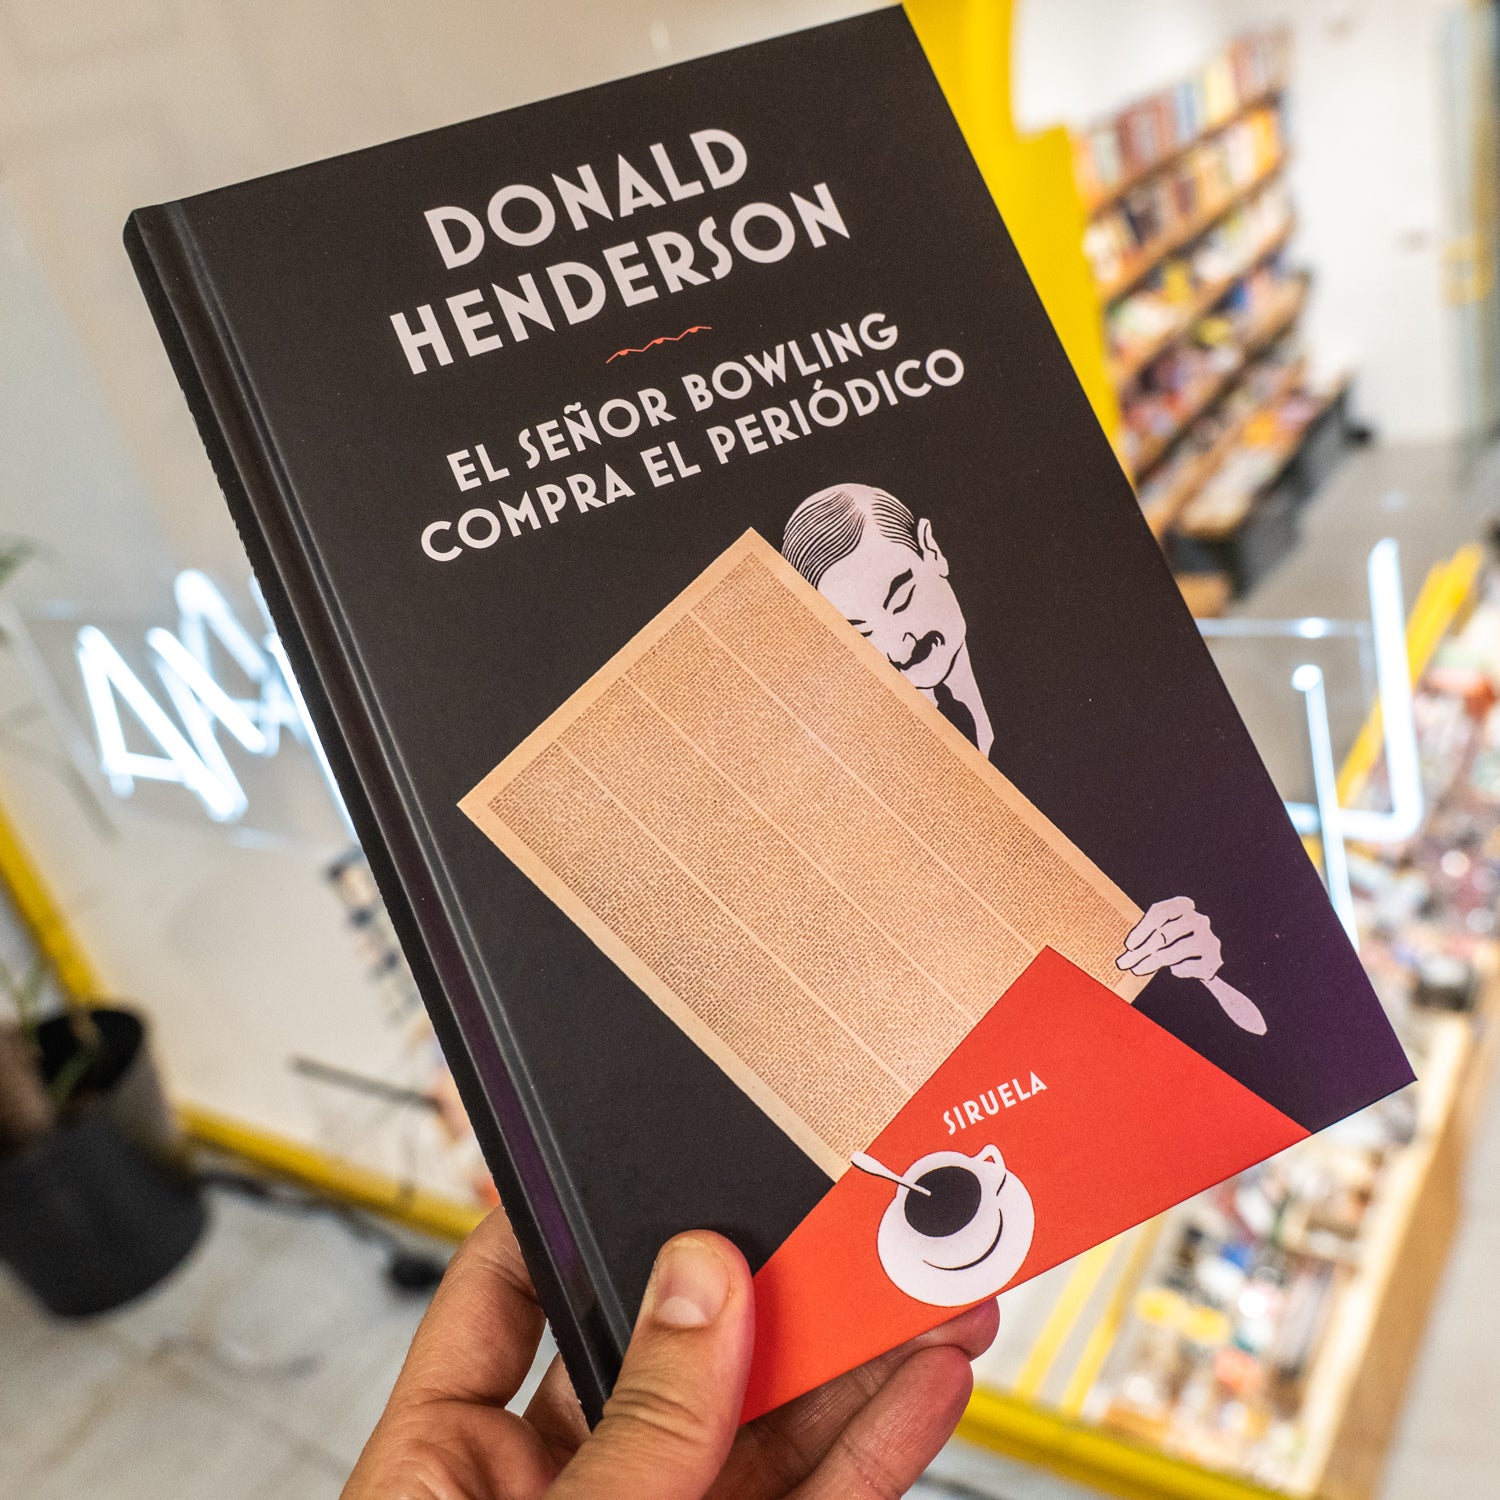 DONALD
HENDERSON
EL SEÑOR BOWLING
COMPRA EL PERIÓDICO
SIRUELA